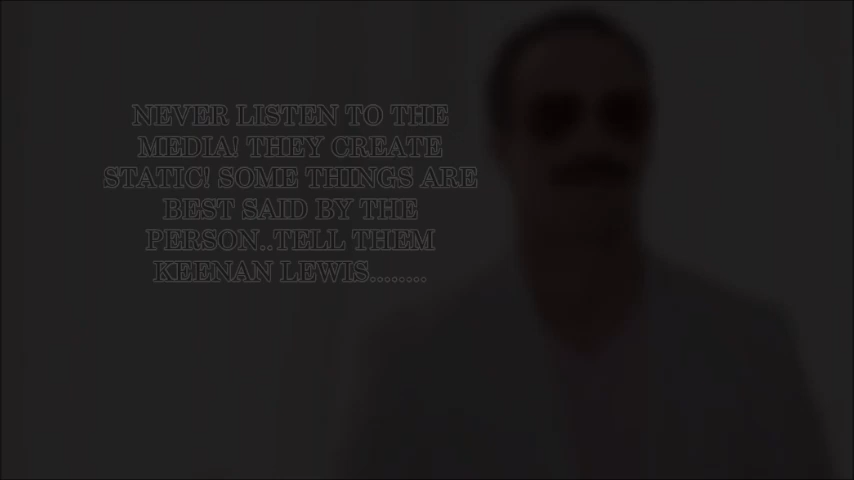 NEVER LISTEN TO THE
MEDIA! THEY CREATE
STATIC! SOME THINGS ARE
BEST SAID BY THE
PERSON..TELL THEM
KEENAN LEWIS........